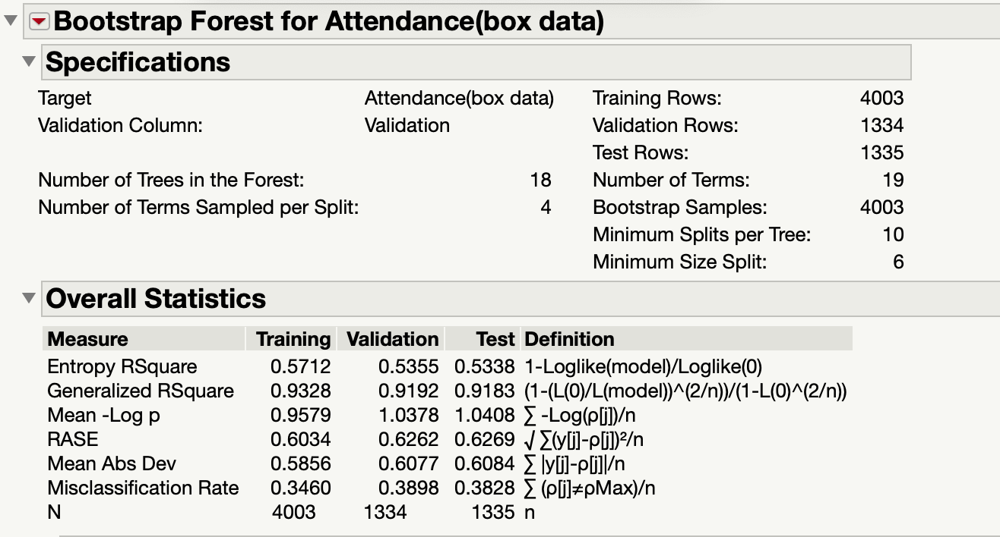 Bootstrap Forest for Attendance(box data)
Specifications
Target Attendance(box data) Training Rows: 4003
Validation Column: Validation Validation Rows: 1334
Test Rows: 1335
Number of Trees in the Forest: 18 Number of Terms: 19
Number of Terms Sampled per Split: 4 Bootstrap Samples: 4003
Minimum Splits per Tree: 10
Minimum Size Split: 6
Overall Statistics
Measure Training Validation Test Definition
Entropy RSquare 0.5712 0.5355 0.5338 1-Loglike(model)/Loglike(0)
Generalized RSquare 0.9328 0.9192 0.9183 (1-(L(0)/L(model))^(2/n))/(1-L(0)^(2/n))
Mean -Log p 0.9579 1.0378 1.0408 ∑ -Log(ρ[j])/n
RASE 0.6034 0.6262 0.6269 √ ∑(y[j]-ρ[j])²/n
Mean Abs Dev 0.5856 0.6077 0.6084 ∑ |y[j]-ρ[j]|/n
Misclassification Rate 0.3460 0.3898 0.3828 ∑ (ρ[j]≠ρMax)/n
N 4003 1334 1335 n